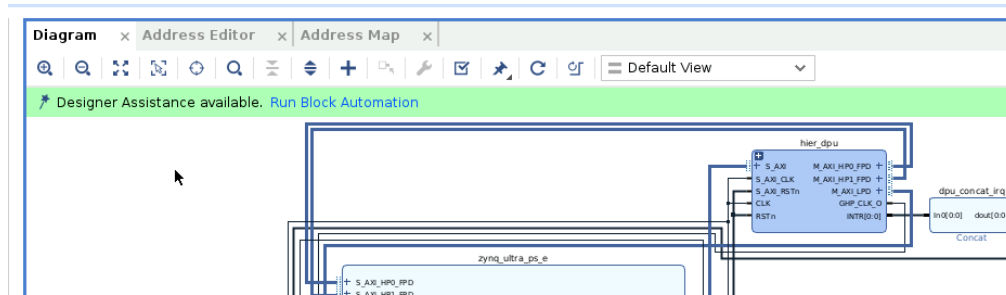 Diagram × Address Editor × Address Map ×
Default View
Designer Assistance available. Run Block Automation
hier_dpu
S_AXI M_AXI_HP0_FPD
S_AXI_CLK M_AXI_HP1_FPD
S_AXI_RSTn M_AXI_LPD
CLK GHP_CLK_O
RSTn INTR[0:0]
dpu_concat_irq
In0[0:0] dout[0:0
Concat
zynq_ultra_ps_e
S_AXI_HP0_FPD
S_AXI_HP1_FPD